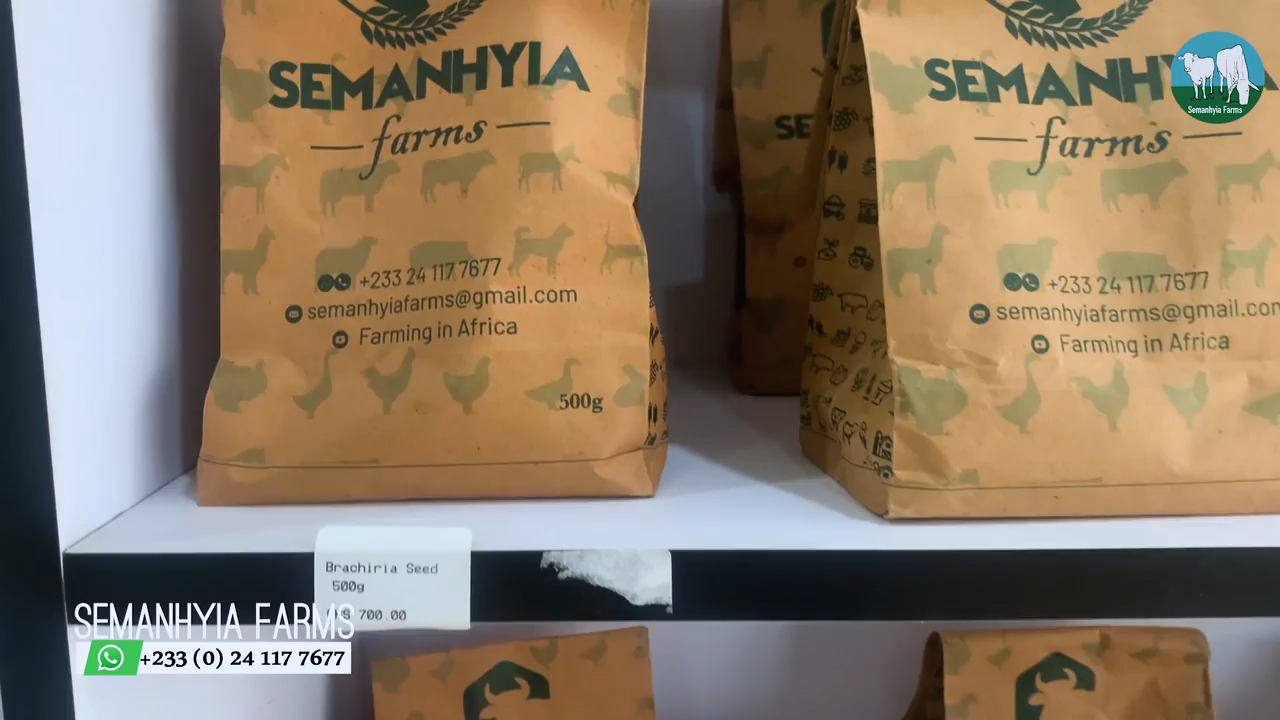 SEMANHYIA
farms
+233 24 117 7677
semanhyiafarms@gmail.com
Farming in Africa
500g
SE
SEMANHY
farms
+233 24 117 7677
semanhyiafarms@gmail.com
Farming in Africa
Semanhyia Farms
Brachiria Seed
500g
700.00
SEMANHYIA FARMS
+233 (0) 24 117 7677